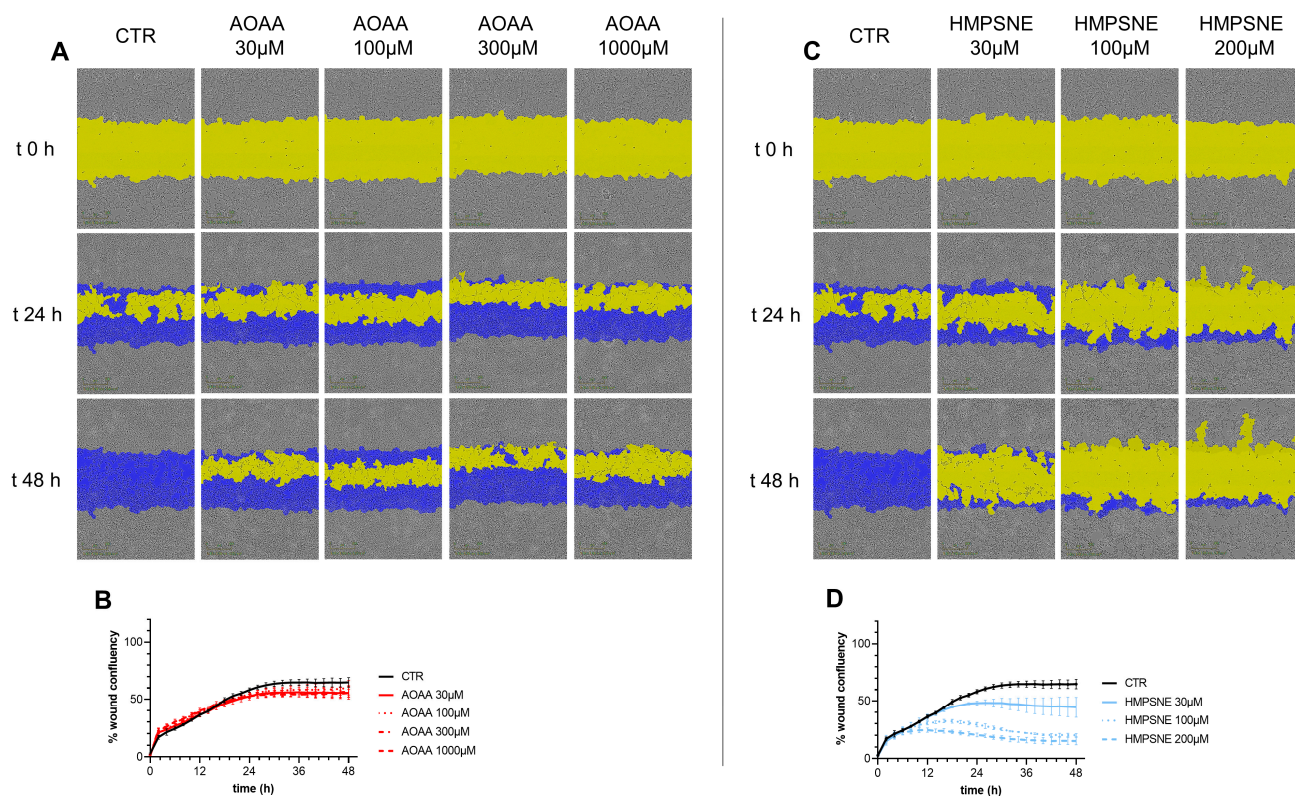 A
CTR
AOAA
30µM
AOAA
100µM
AOAA
300µM
AOAA
1000µM
t 0 h
t 24 h
t 48 h
B
% wound confluency
100
50
0
0
12
24
36
48
time (h)
CTR
AOAA 30µM
AOAA 100µM
AOAA 300µM
AOAA 1000µM
C
CTR
HMPSNE
30µM
HMPSNE
100µM
HMPSNE
200µM
t 0 h
t 24 h
t 48 h
D
% wound confluency
100
50
0
0
12
24
36
48
time (h)
CTR
HMPSNE 30µM
HMPSNE 100µM
HMPSNE 200µM